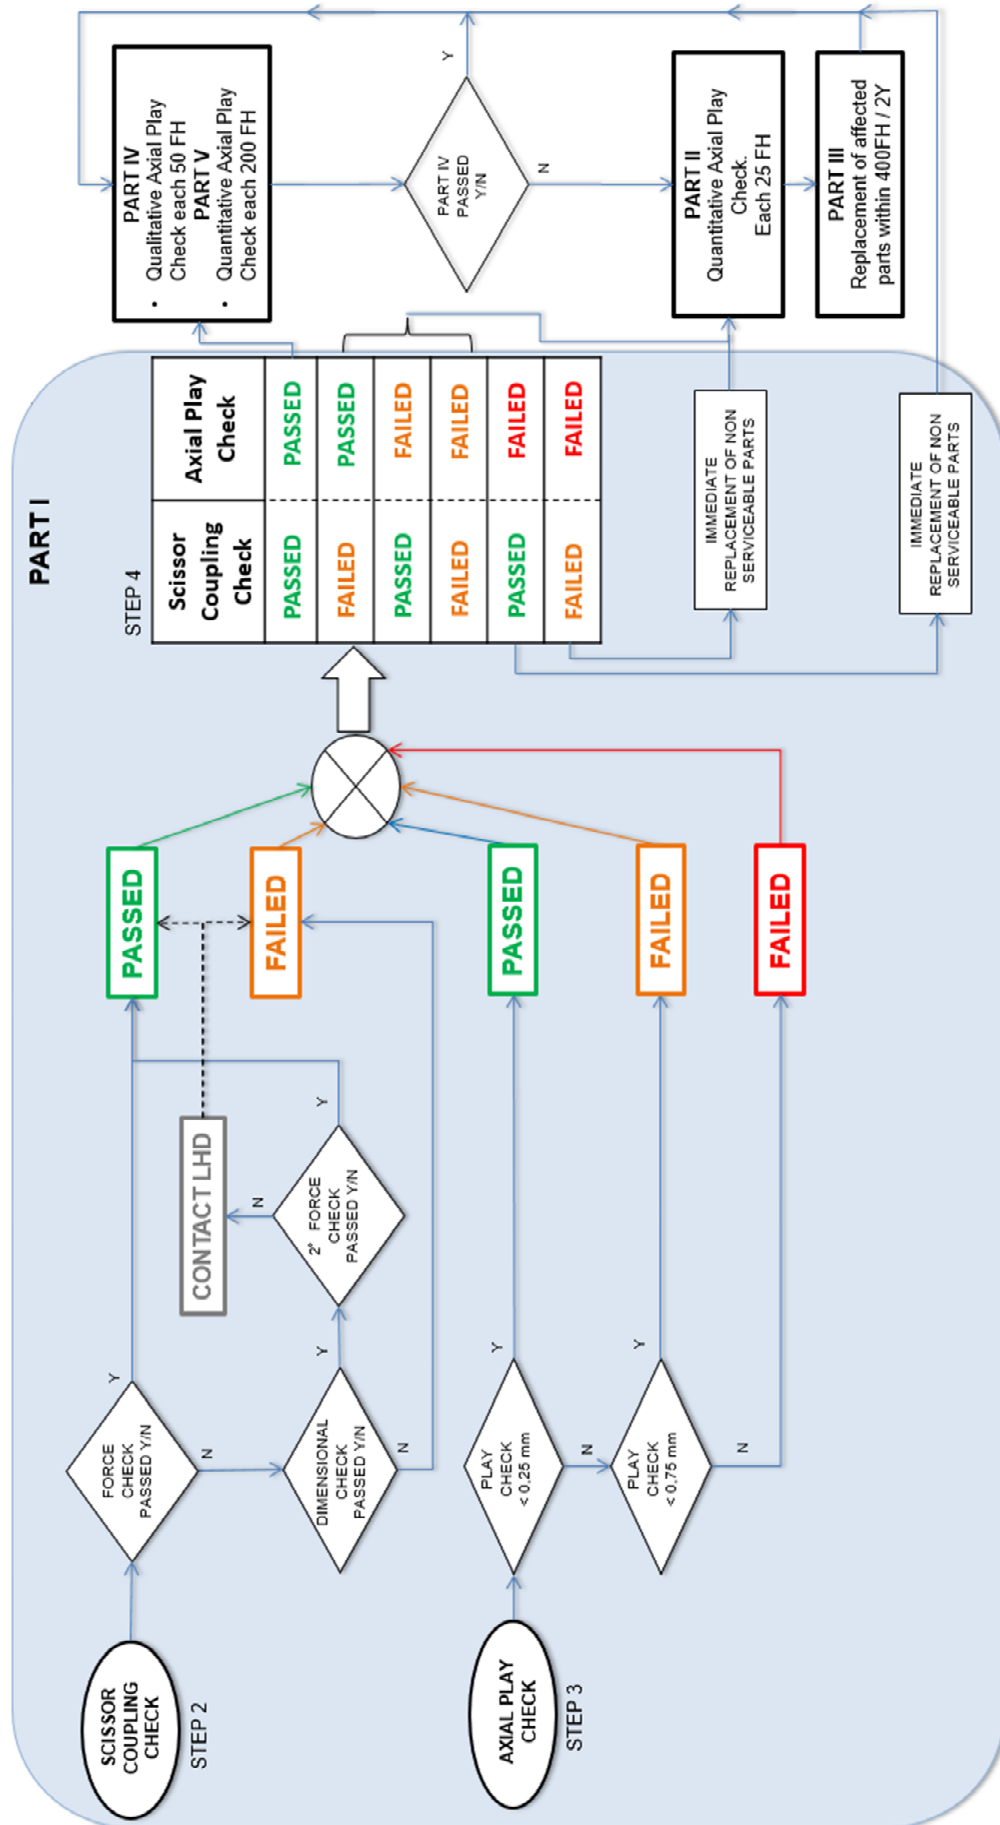 PART I
SCISSOR
COUPLING
CHECK
STEP 2
FORCE
CHECK
PASSED Y/N
Y
N
DIMENSIONAL
CHECK
PASSED Y/N
Y
N
2° FORCE
CHECK
PASSED Y/N
Y
N
CONTACT LHD
PASSED
FAILED
AXIAL PLAY
CHECK
STEP 3
PLAY
CHECK
< 0,25 mm
Y
N
PLAY
CHECK
< 0,75 mm
Y
N
PASSED
FAILED
FAILED
STEP 4
Scissor
Coupling
Check
Axial Play
Check
PASSED PASSED
FAILED PASSED
PASSED FAILED
FAILED FAILED
PASSED FAILED
FAILED FAILED
IMMEDIATE
REPLACEMENT OF NON
SERVICEABLE PARTS
IMMEDIATE
REPLACEMENT OF NON
SERVICEABLE PARTS
PART IV
• Qualitative Axial Play
Check each 50 FH
PART V
• Quantitative Axial Play
Check each 200 FH
PART IV
PASSED
Y/N
Y
N
PART II
Quantitative Axial Play
Check.
Each 25 FH
PART III
Replacement of affected
parts within 400FH / 2Y